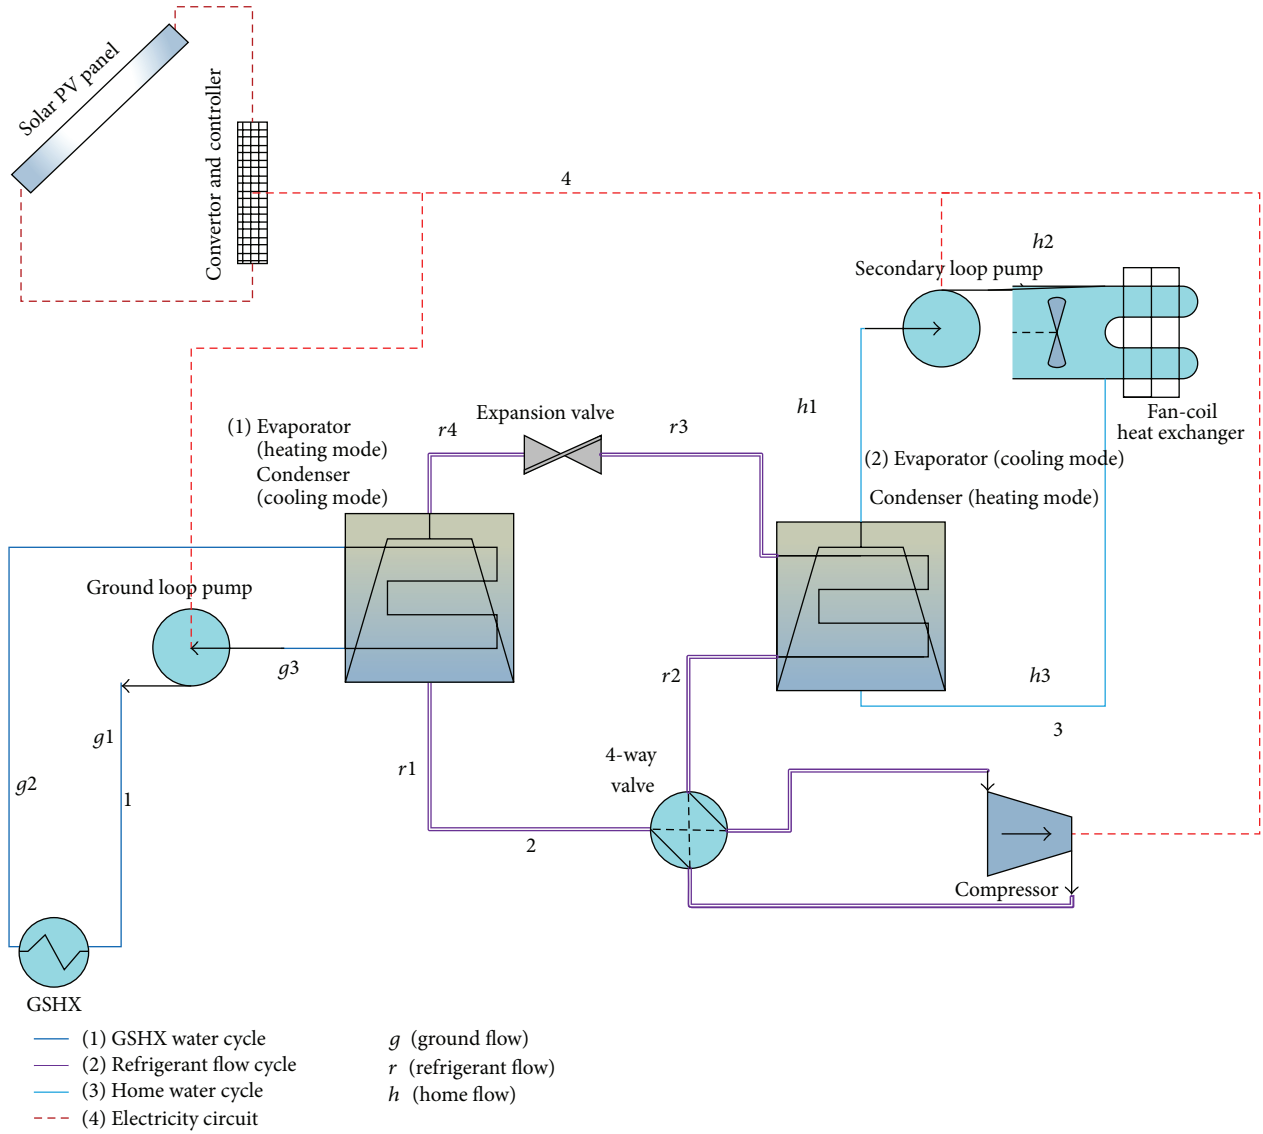 Solar PV panel
Convertor and controller
4
h2
Secondary loop pump
Fan-coil
heat exchanger
h1
Expansion valve
r4
r3
(1) Evaporator
(heating mode)
Condenser
(cooling mode)
(2) Evaporator (cooling mode)
Condenser (heating mode)
Ground loop pump
g3
r2
h3
3
g1
g2
1
r1
4-way
valve
2
Compressor
GSHX
(1) GSHX water cycle
(2) Refrigerant flow cycle
(3) Home water cycle
(4) Electricity circuit
g (ground flow)
r (refrigerant flow)
h (home flow)